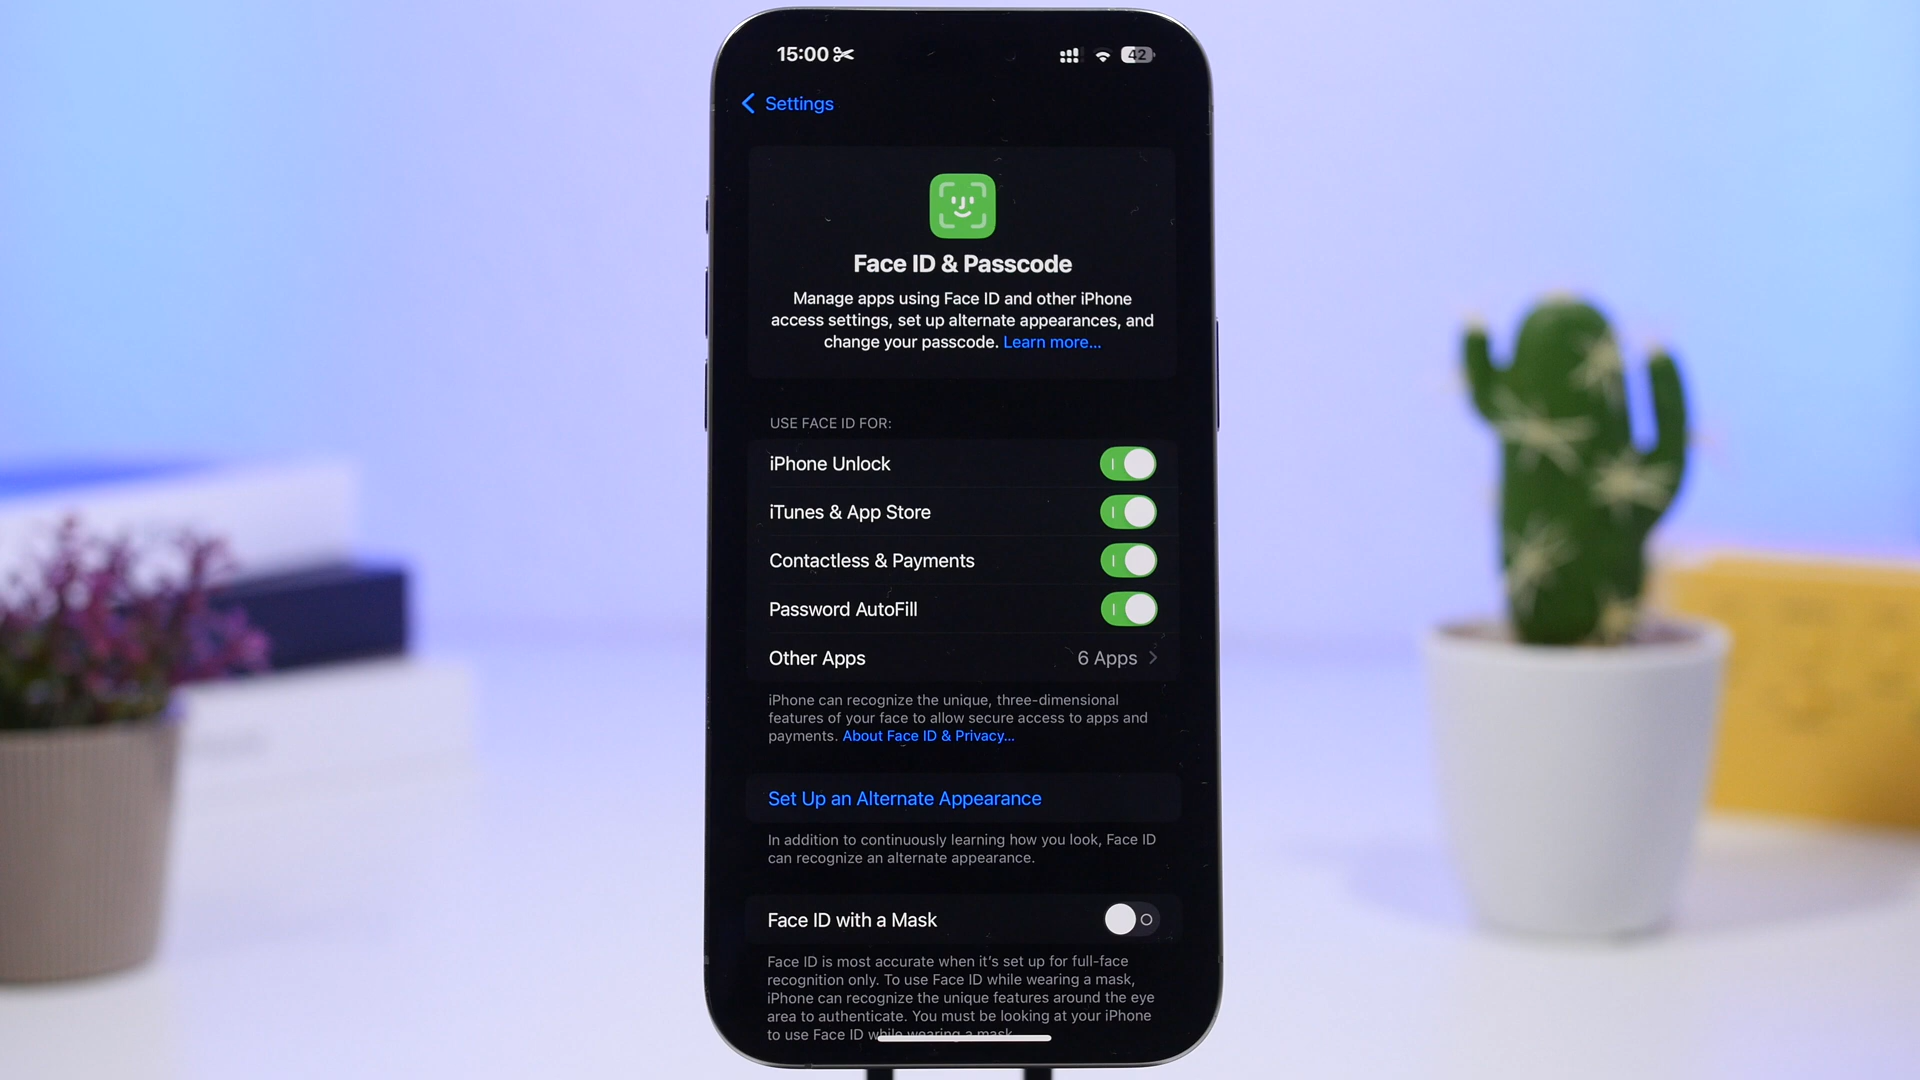 15:00
42
Settings
Face ID & Passcode
Manage apps using Face ID and other iPhone
access settings, set up alternate appearances, and
change your passcode. Learn more...
USE FACE ID FOR:
iPhone Unlock
iTunes & App Store
Contactless & Payments
Password AutoFill
Other Apps 6 Apps
iPhone can recognize the unique, three-dimensional
features of your face to allow secure access to apps and
payments. About Face ID & Privacy...
Set Up an Alternate Appearance
In addition to continuously learning how you look, Face ID
can recognize an alternate appearance.
Face ID with a Mask
Face ID is most accurate when it's set up for full-face
recognition only. To use Face ID while wearing a mask,
iPhone can recognize the unique features around the eye
area to authenticate. You must be looking at your iPhone
to use Face ID while wearing a mask.